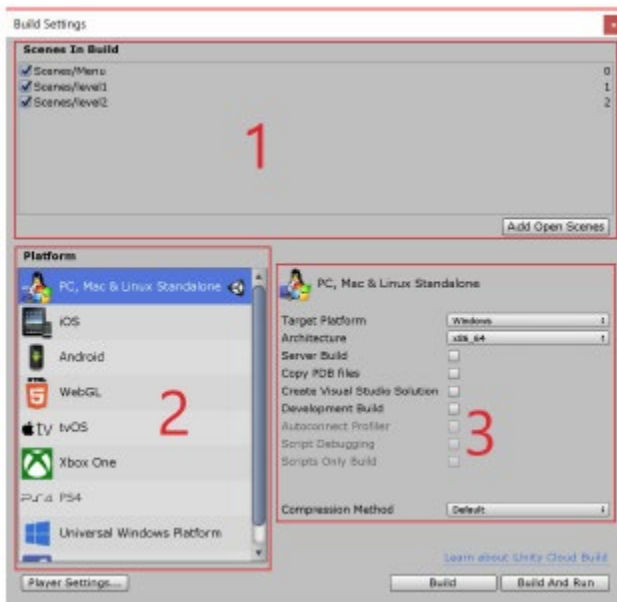 Build Settings
Scenes In Build
Scenes/Menu 0
Scenes/level1 1
Scenes/level2 2
1
Add Open Scenes
Platform
PC, Mac & Linux Standalone
iOS
Android
HTML
5
WebGL
tv tvOS
Xbox One
PS4 PS4
Universal Windows Platform
2
PC, Mac & Linux Standalone
Target Platform Windows
Architecture x86_64
Server Build
Copy PDB files
Create Visual Studio Solution
Development Build
Autoconnect Profiler
Script Debugging
Scripts Only Build
3
Compression Method Default
Learn about Unity Cloud Build
Player Settings...
Build
Build And Run